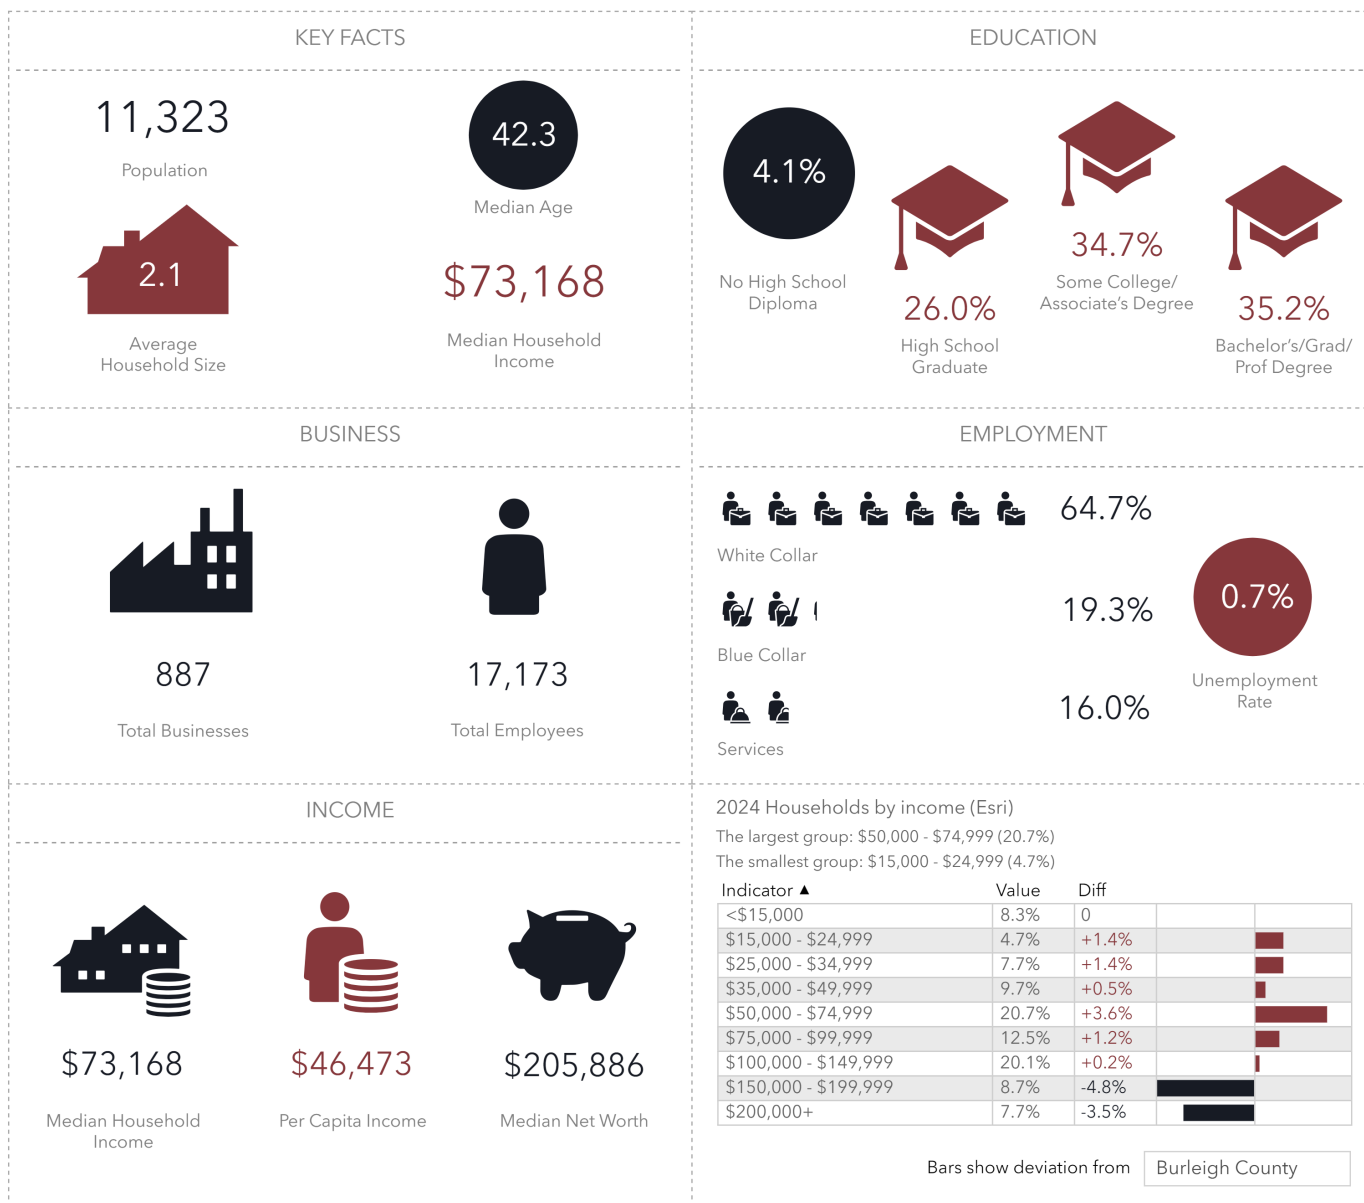 KEY FACTS
11,323
Population
42.3
Median Age
2.1
Average
Household Size
$73,168
Median Household
Income
EDUCATION
4.1%
No High School
Diploma
26.0%
High School
Graduate
34.7%
Some College/
Associate's Degree
35.2%
Bachelor's/Grad/
Prof Degree
BUSINESS
887
Total Businesses
17,173
Total Employees
EMPLOYMENT
64.7%
White Collar
19.3%
Blue Collar
16.0%
Services
0.7%
Unemployment
Rate
INCOME
$73,168
Median Household
Income
$46,473
Per Capita Income
$205,886
Median Net Worth
2024 Households by income (Esri)
The largest group: $50,000 - $74,999 (20.7%)
The smallest group: $15,000 - $24,999 (4.7%)
Indicator ▲ Value Diff
<$15,000 8.3% 0
$15,000 - $24,999 4.7% +1.4%
$25,000 - $34,999 7.7% +1.4%
$35,000 - $49,999 9.7% +0.5%
$50,000 - $74,999 20.7% +3.6%
$75,000 - $99,999 12.5% +1.2%
$100,000 - $149,999 20.1% +0.2%
$150,000 - $199,999 8.7% -4.8%
$200,000+ 7.7% -3.5%
Bars show deviation from Burleigh County